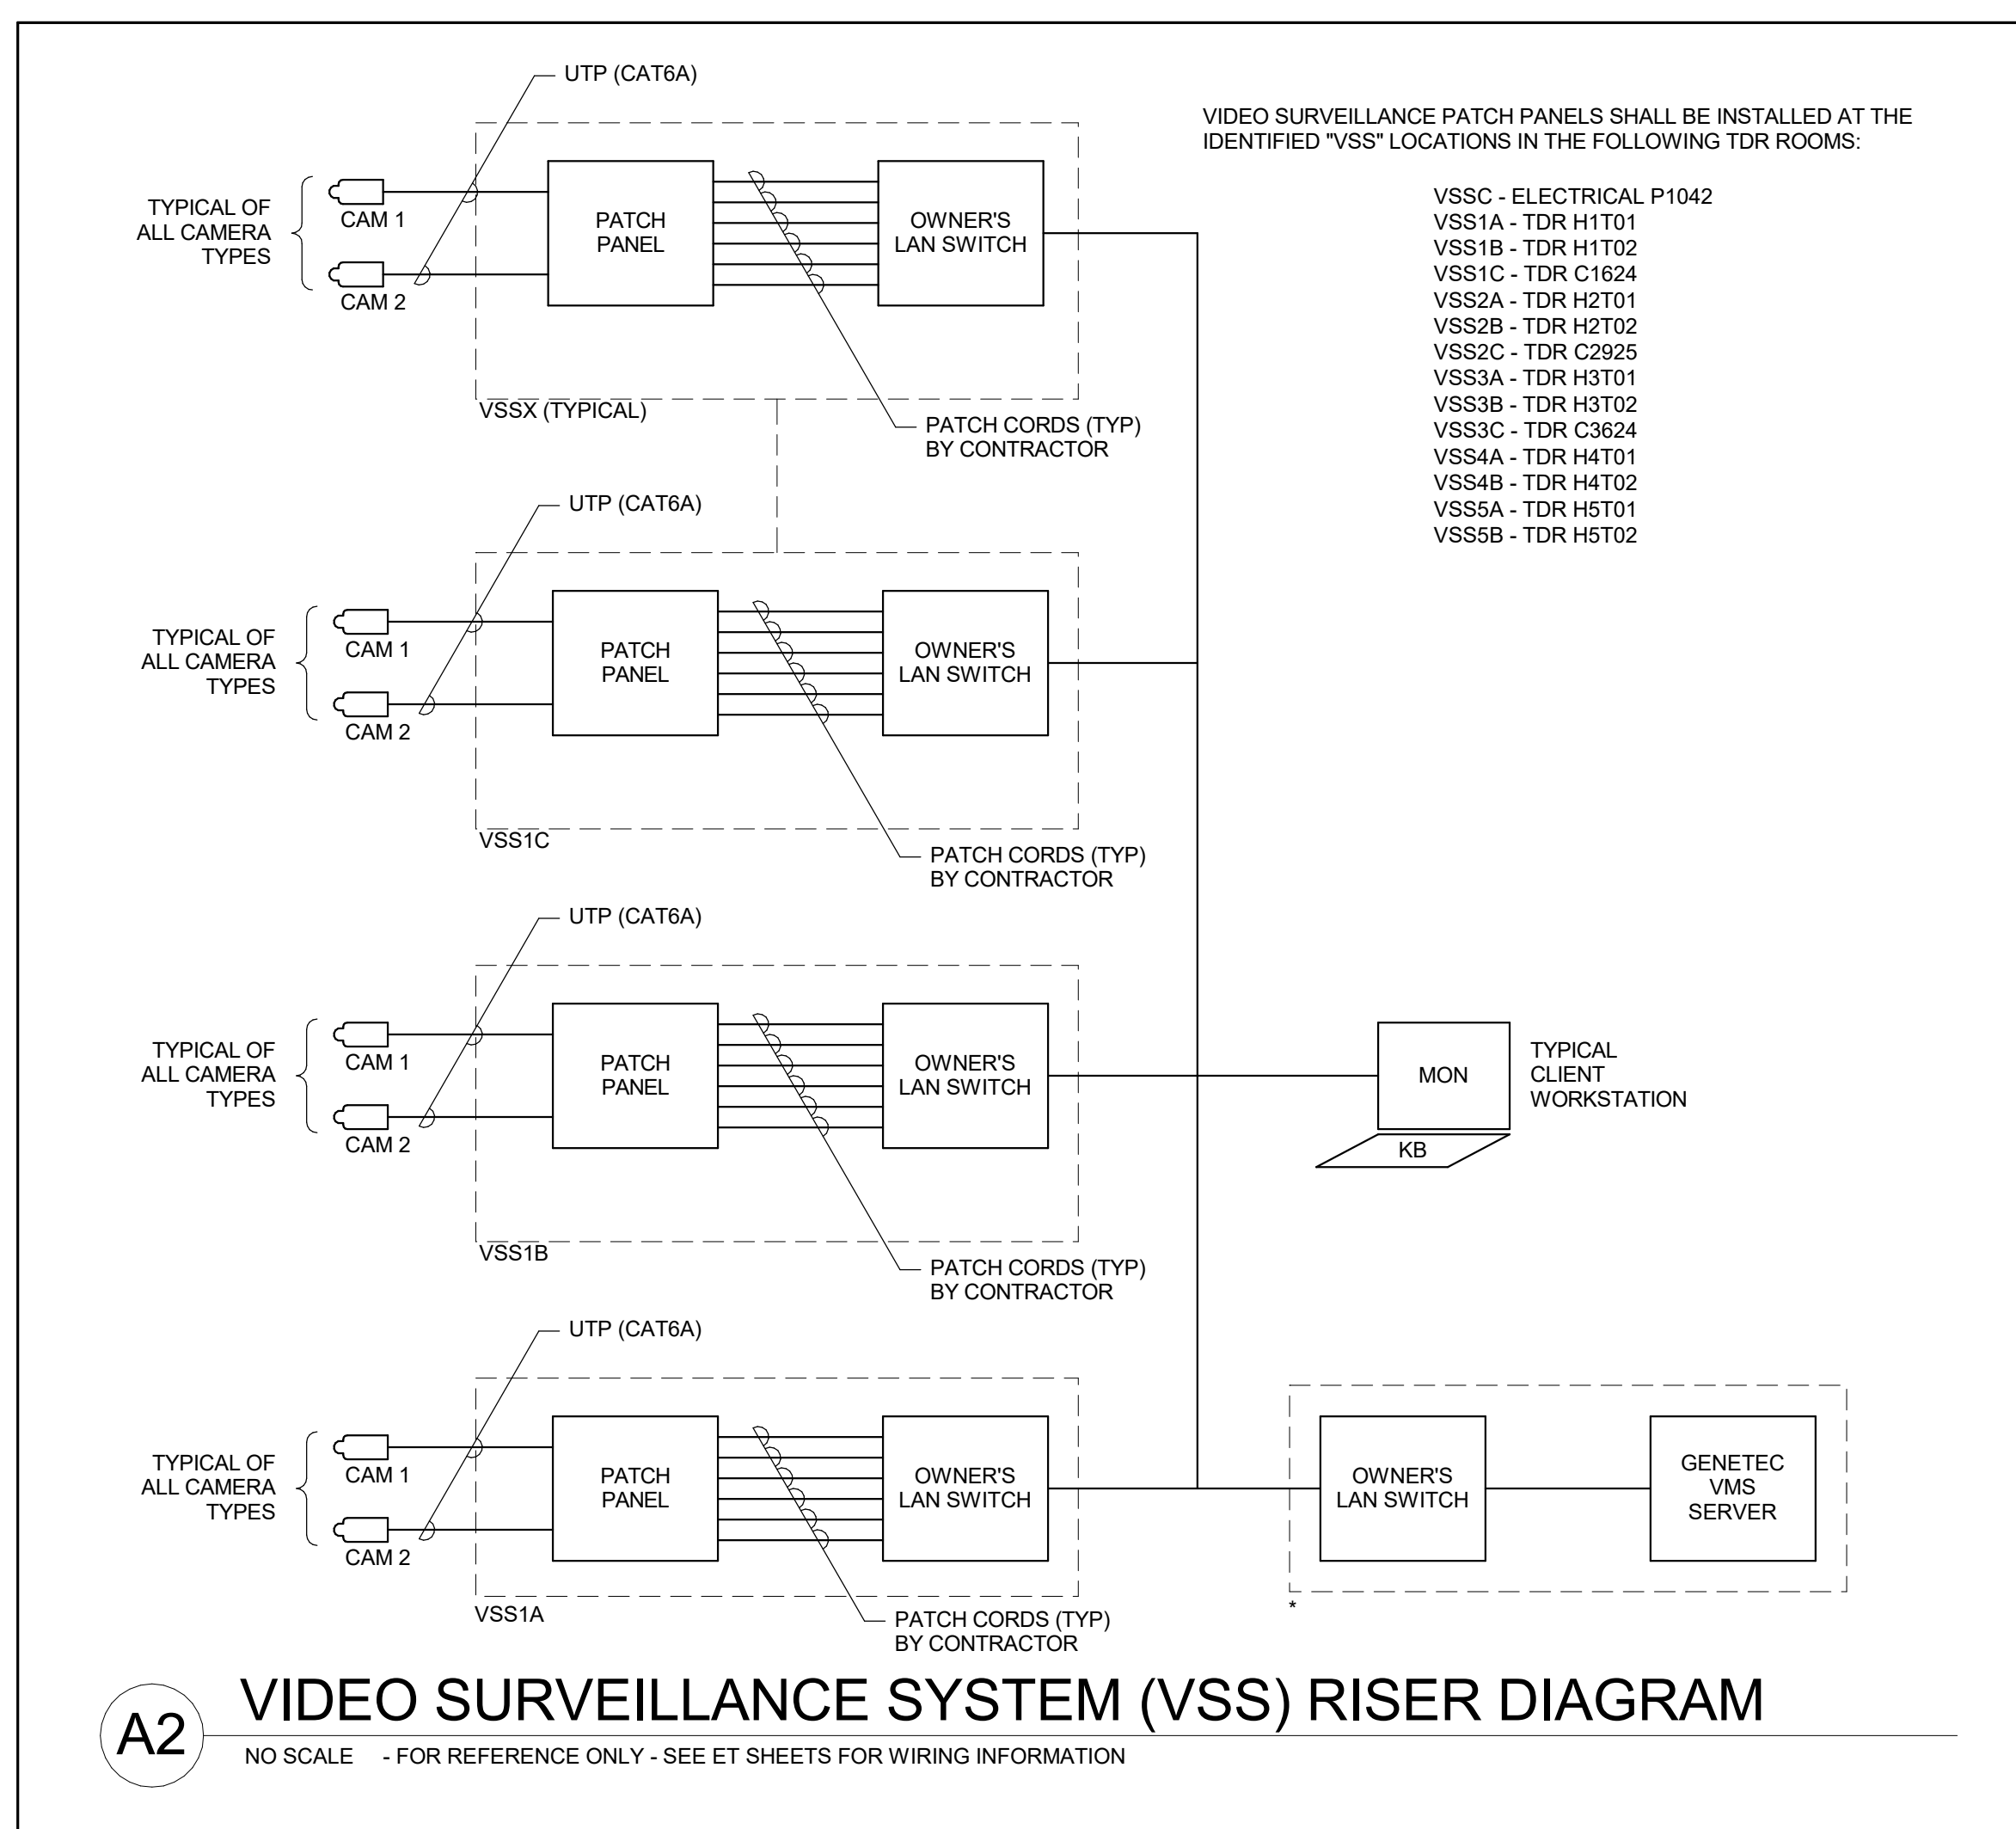 UTP (CAT6A)
VIDEO SURVEILLANCE PATCH PANELS SHALL BE INSTALLED AT THE
IDENTIFIED "VSS" LOCATIONS IN THE FOLLOWING TDR ROOMS:
VSSC - ELECTRICAL P1042
VSS1A - TDR H1T01
VSS1B - TDR H1T02
VSS1C - TDR C1624
VSS2A - TDR H2T01
VSS2B - TDR H2T02
VSS2C - TDR C2925
VSS3A - TDR H3T01
VSS3B - TDR H3T02
VSS3C - TDR C3624
VSS4A - TDR H4T01
VSS4B - TDR H4T02
VSS5A - TDR H5T01
VSS5B - TDR H5T02
TYPICAL OF
ALL CAMERA
TYPES
CAM 1
CAM 2
PATCH
PANEL
OWNER'S
LAN SWITCH
VSSX (TYPICAL)
PATCH CORDS (TYP)
BY CONTRACTOR
UTP (CAT6A)
TYPICAL OF
ALL CAMERA
TYPES
CAM 1
CAM 2
PATCH
PANEL
OWNER'S
LAN SWITCH
VSS1C
PATCH CORDS (TYP)
BY CONTRACTOR
UTP (CAT6A)
TYPICAL OF
ALL CAMERA
TYPES
CAM 1
CAM 2
PATCH
PANEL
OWNER'S
LAN SWITCH
MON
KB
TYPICAL
CLIENT
WORKSTATION
VSS1B
PATCH CORDS (TYP)
BY CONTRACTOR
UTP (CAT6A)
TYPICAL OF
ALL CAMERA
TYPES
CAM 1
CAM 2
PATCH
PANEL
OWNER'S
LAN SWITCH
OWNER'S
LAN SWITCH
GENETEC
VMS
SERVER
*
VSS1A
PATCH CORDS (TYP)
BY CONTRACTOR
A2
VIDEO SURVEILLANCE SYSTEM (VSS) RISER DIAGRAM
NO SCALE - FOR REFERENCE ONLY - SEE ET SHEETS FOR WIRING INFORMATION